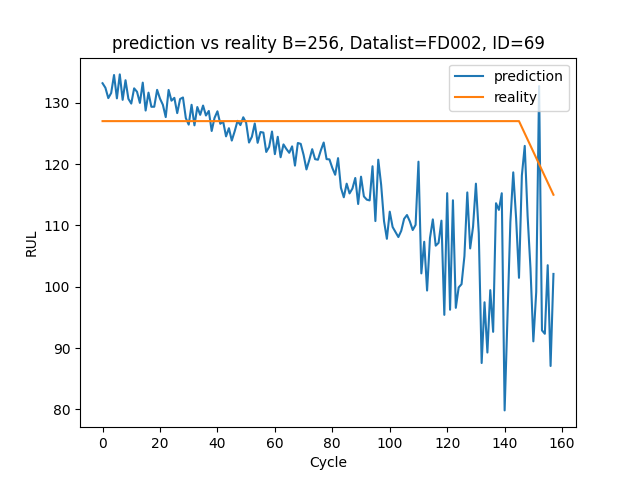 prediction vs reality B=256, Datalist=FD002, ID=69
prediction
reality
RUL
130
120
110
100
90
80
0 20 40 60 80 100 120 140 160
Cycle